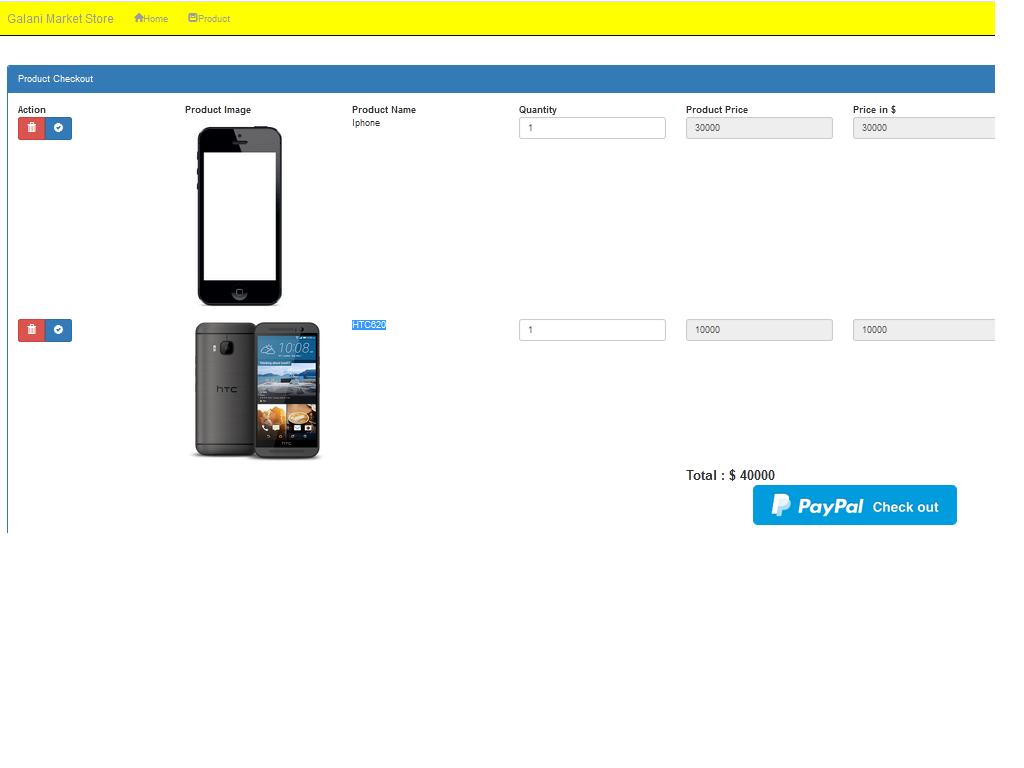 Galani Market Store Home Product
Product Checkout
Action Product Image Product Name Quantity Product Price Price in $
Iphone 1 30000 30000
HTC620 1 10000 10000
10:08
hTC
hTC
Total : $ 40000
PayPal Check out